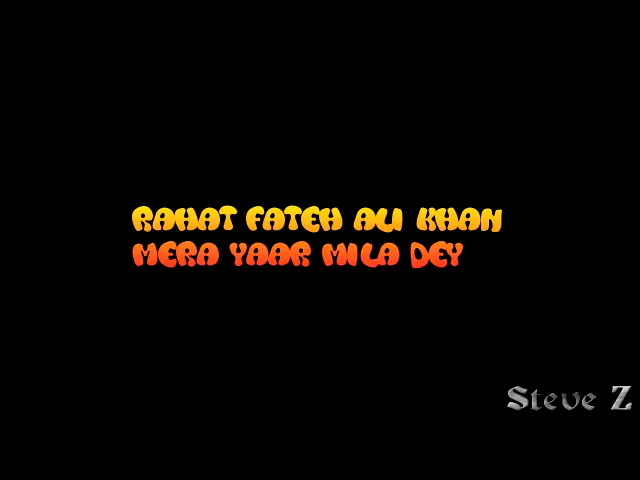 RAHAT FATEH ALI KHAN
MERA YAAR MILA DEY
Steve Z